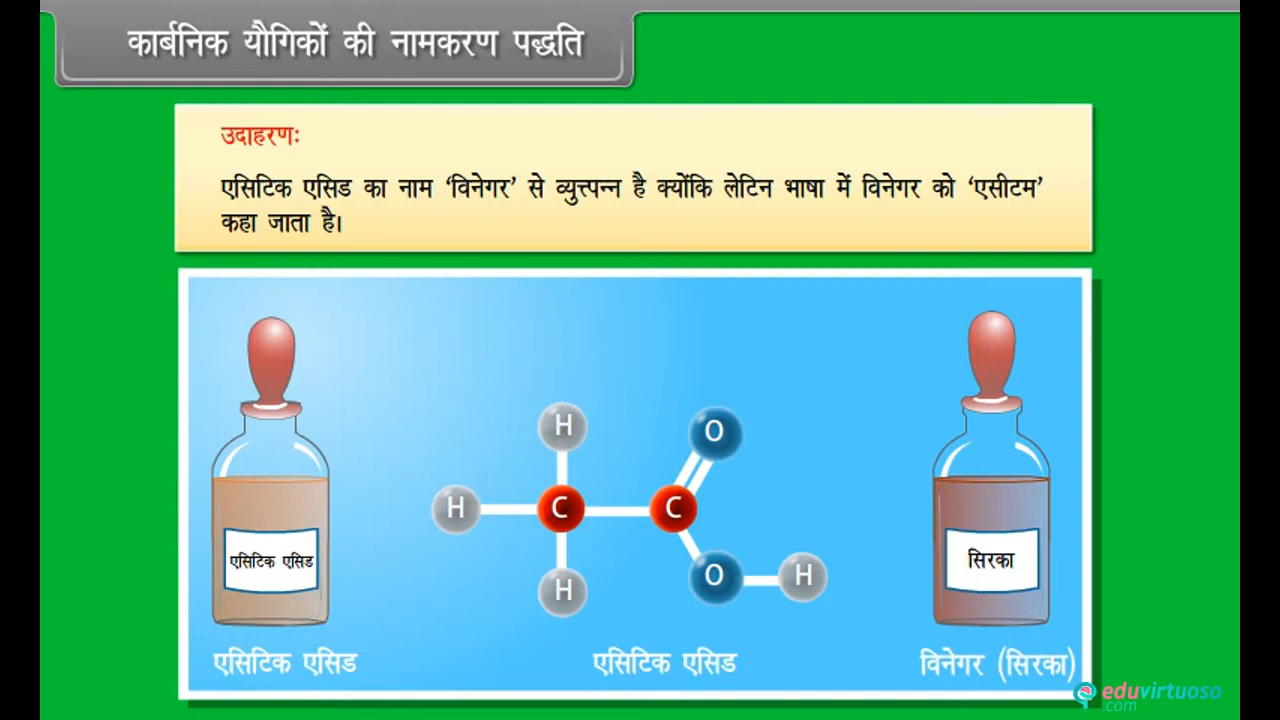 कार्बनिक यौगिकों की नामकरण पद्धति
उदाहरणः
एसिटिक एसिड का नाम ‘विनेगर’ से व्युत्त्पन्न है क्योंकि लेटिन भाषा में विनेगर को ‘एसीटम’
कहा जाता है।
H
O
H
C
C
H
O
H
एसिटिक एसिड
सिरका
एसिटिक एसिड
एसिटिक एसिड
विनेगर (सिरका)
eduvirtuoso
.com